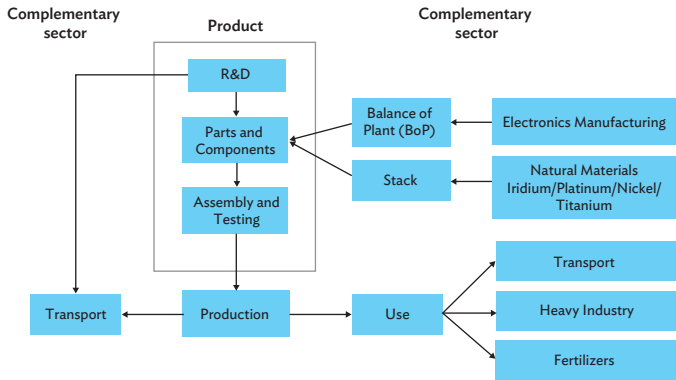 Complementary
sector
Product
Complementary
sector
R&D
Parts and
Components
Balance of
Plant (BoP)
Electronics Manufacturing
Stack
Natural Materials
Iridium/Platinum/Nickel/
Titanium
Assembly and
Testing
Transport
Production
Use
Transport
Heavy Industry
Fertilizers